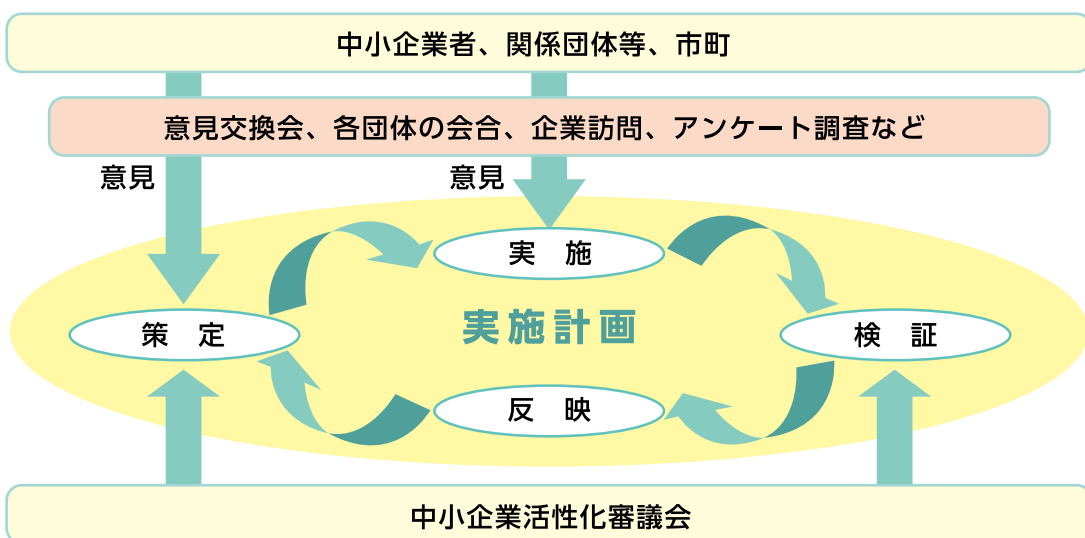 中小企業者、関係団体等、市町
意見交換会、各団体の会合、企業訪問、アンケート調査など
意見
意見
実 施
策 定
実施計画
検 証
反 映
中小企業活性化審議会